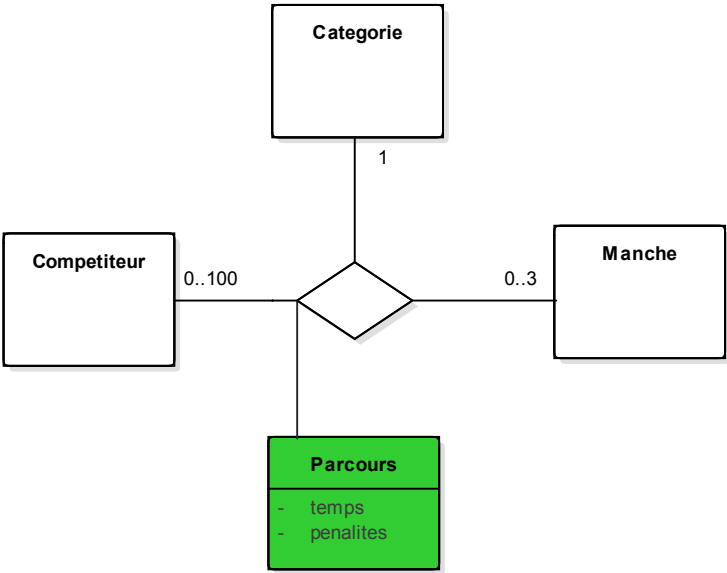 Categorie
1
Competiteur
0..100
0..3
Manche
Parcours
- temps
- penalites